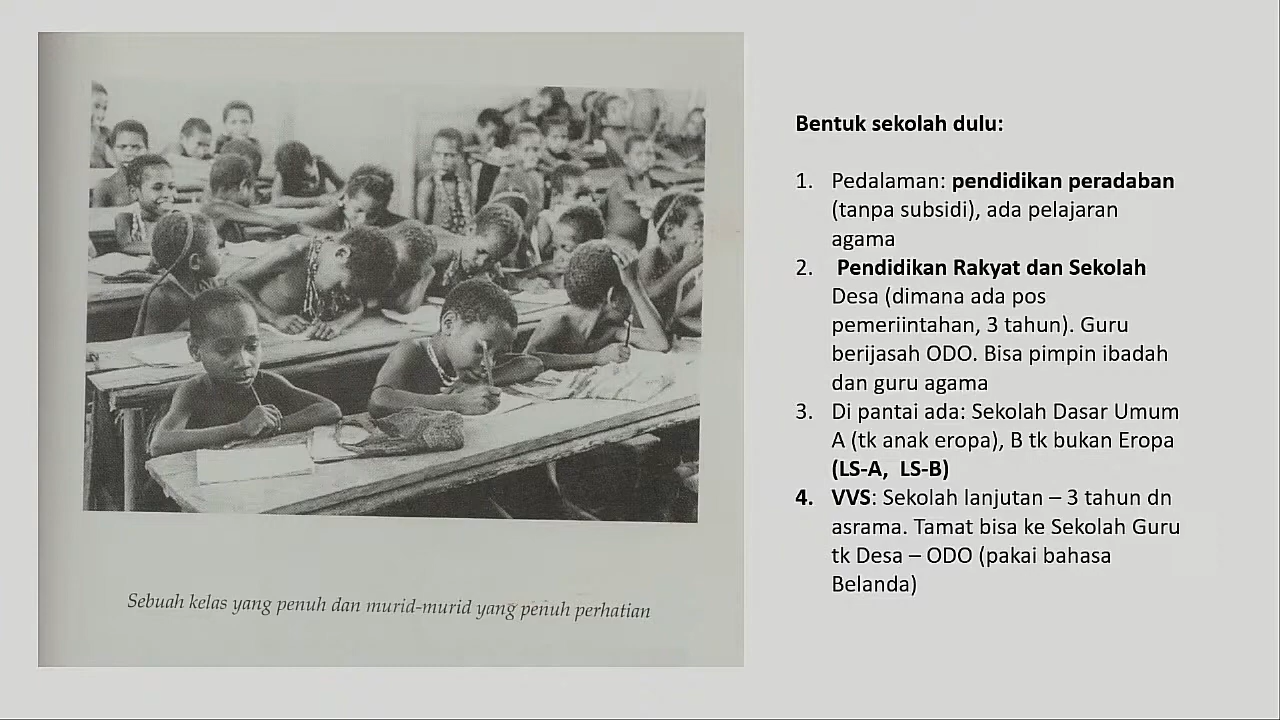 Bentuk sekolah dulu:
1. Pedalaman: pendidikan peradaban
(tanpa subsidi), ada pelajaran
agama
2. Pendidikan Rakyat dan Sekolah
Desa (dimana ada pos
pemeriintahan, 3 tahun). Guru
berijasah ODO. Bisa pimpin ibadah
dan guru agama
3. Di pantai ada: Sekolah Dasar Umum
A (tk anak eropa), B tk bukan Eropa
(LS-A, LS-B)
4. VVS: Sekolah lanjutan – 3 tahun dn
asrama. Tamat bisa ke Sekolah Guru
tk Desa – ODO (pakai bahasa
Belanda)
Sebuah kelas yang penuh dan murid-murid yang penuh perhatian